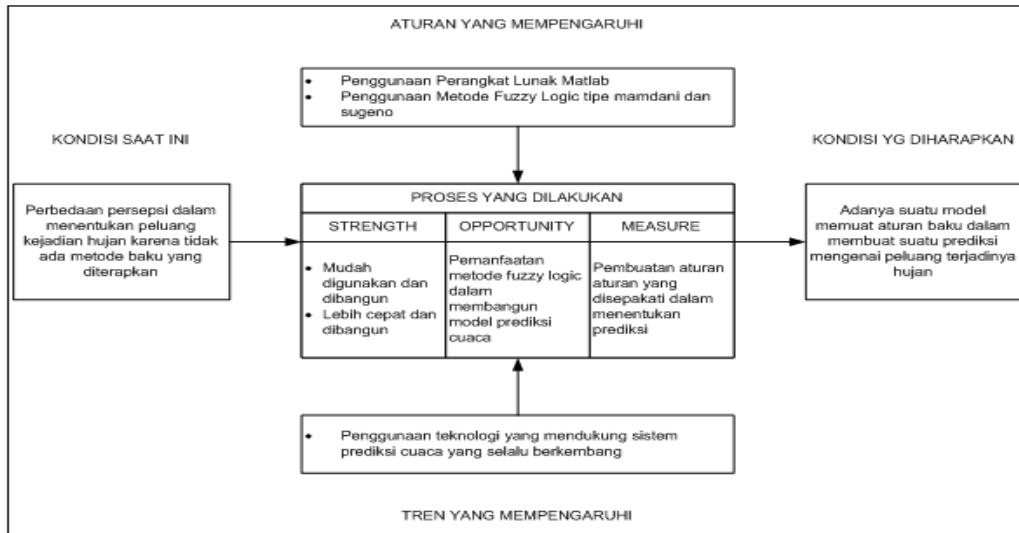 ATURAN YANG MEMPENGARUHI
• Penggunaan Perangkat Lunak Matlab
• Penggunaan Metode Fuzzy Logic tipe mamdani dan
sugeno
KONDISI SAAT INI
KONDISI YG DIHARAPKAN
Perbedaan persepsi dalam
menentukan peluang
kejadian hujan karena tidak
ada metode baku yang
diterapkan
PROSES YANG DILAKUKAN
STRENGTH
• Mudah
digunakan dan
dibangun
• Lebih cepat dan
dibangun
OPPORTUNITY
Pemanfaatan
metode fuzzy logic
dalam
membangun
model prediksi
cuaca
MEASURE
Pembuatan aturan
aturan yang
disepakati dalam
menentukan
prediksi
Adanya suatu model
memuat aturan baku dalam
membuat suatu prediksi
mengenai peluang terjadinya
hujan
• Penggunaan teknologi yang mendukung sistem
prediksi cuaca yang selalu berkembang
TREN YANG MEMPENGARUHI